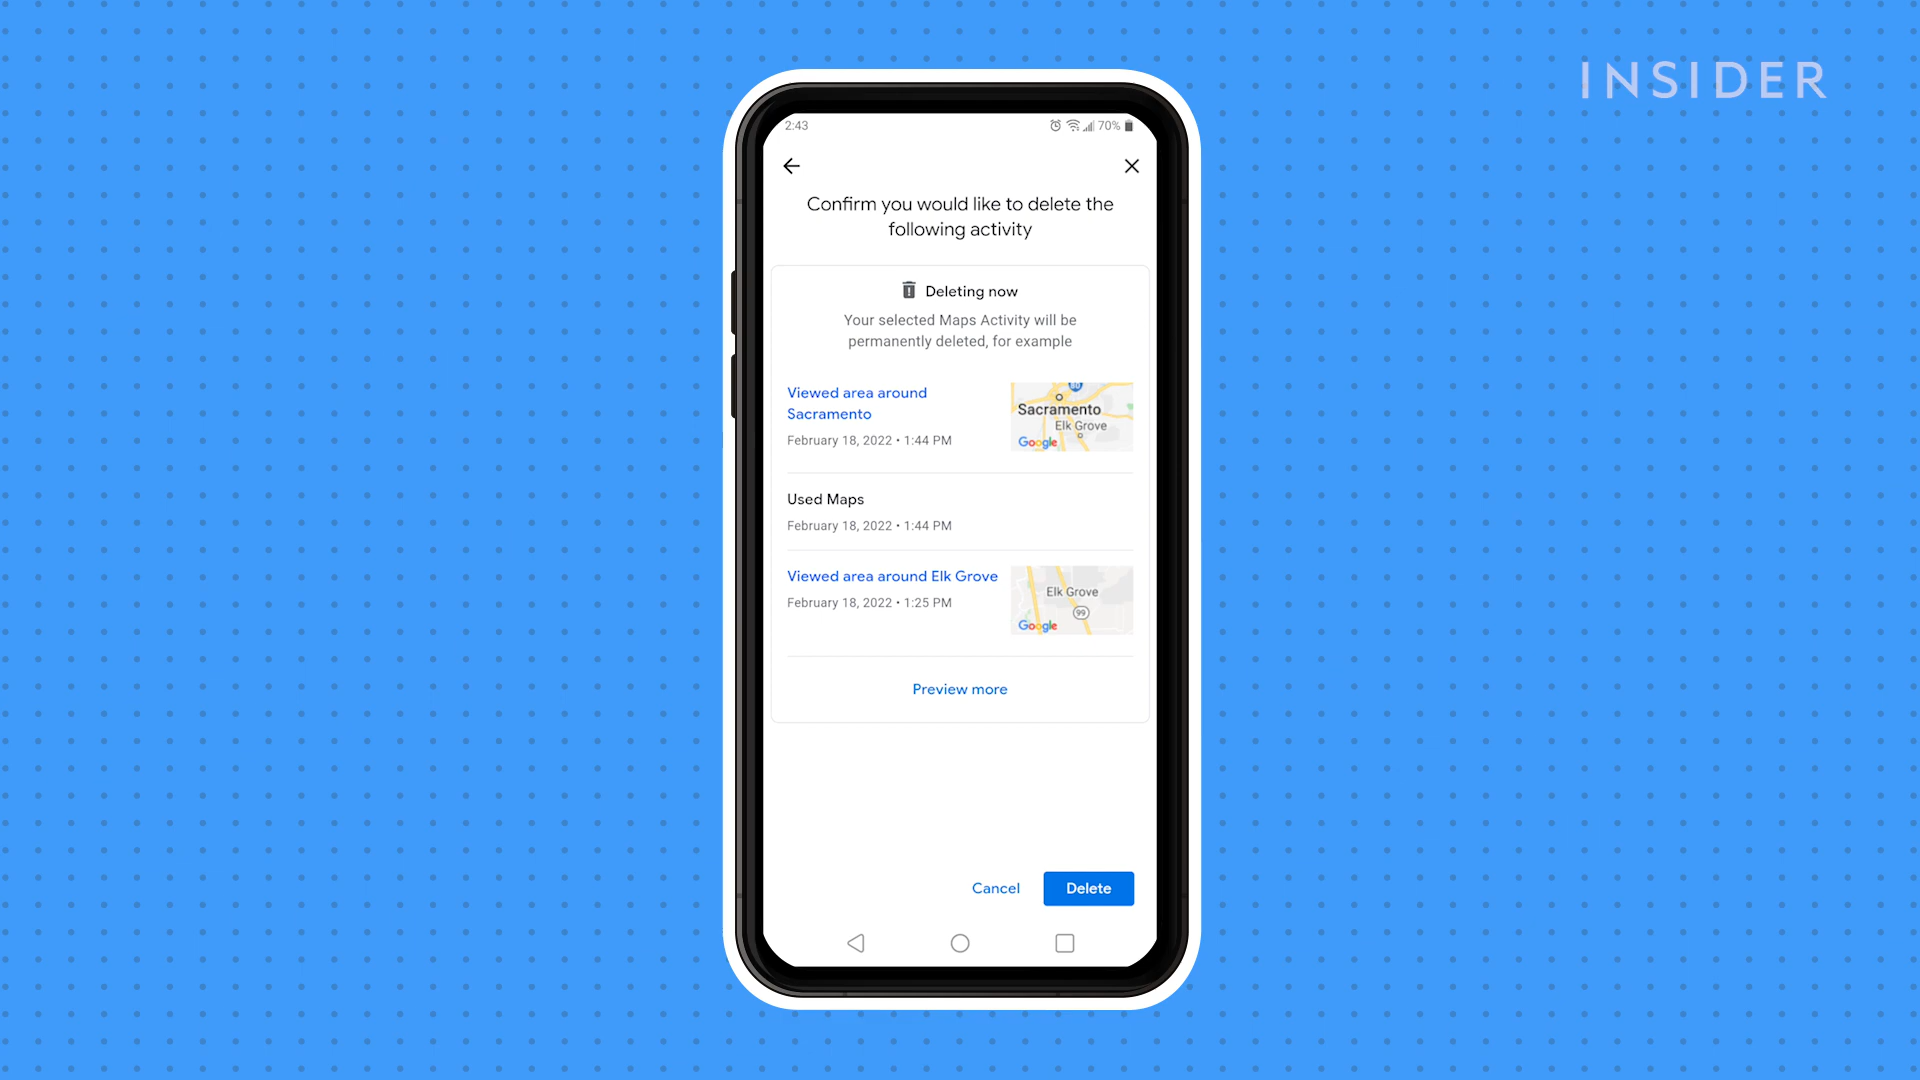 INSIDER
2:43
70%
Confirm you would like to delete the
following activity
Deleting now
Your selected Maps Activity will be
permanently deleted, for example
Viewed area around
Sacramento
February 18, 2022 • 1:44 PM
80
Sacramento
Elk Grove
Google
Used Maps
February 18, 2022 • 1:44 PM
Viewed area around Elk Grove
February 18, 2022 • 1:25 PM
Elk Grove
99
Google
Preview more
Cancel
Delete